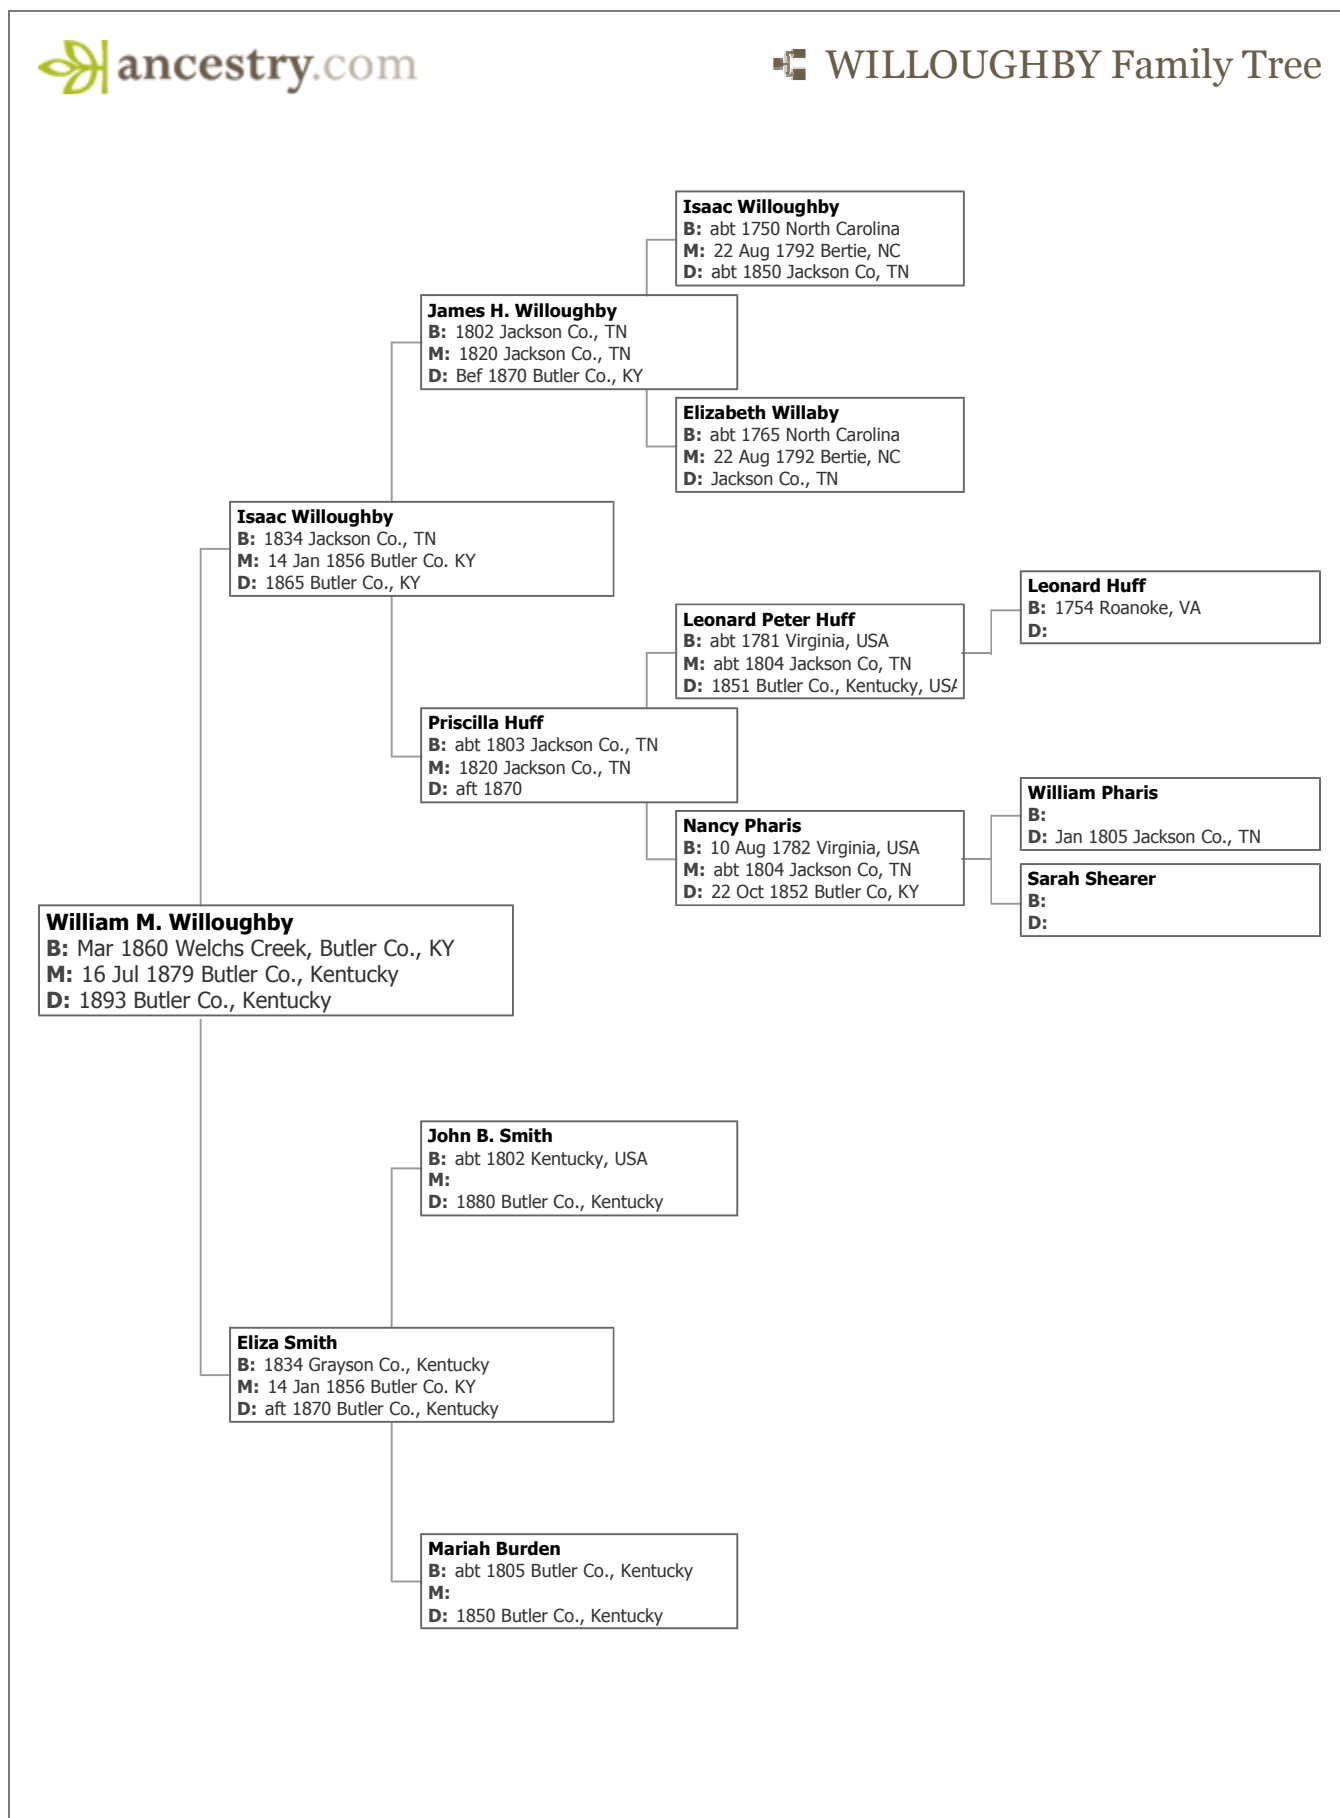 ancestry.com
WILLOUGHBY Family Tree
Isaac Willoughby
B: abt 1750 North Carolina
M: 22 Aug 1792 Bertie, NC
D: abt 1850 Jackson Co, TN
James H. Willoughby
B: 1802 Jackson Co., TN
M: 1820 Jackson Co., TN
D: Bef 1870 Butler Co., KY
Elizabeth Willaby
B: abt 1765 North Carolina
M: 22 Aug 1792 Bertie, NC
D: Jackson Co., TN
Isaac Willoughby
B: 1834 Jackson Co., TN
M: 14 Jan 1856 Butler Co. KY
D: 1865 Butler Co., KY
Leonard Huff
B: 1754 Roanoke, VA
D:
Leonard Peter Huff
B: abt 1781 Virginia, USA
M: abt 1804 Jackson Co, TN
D: 1851 Butler Co., Kentucky, USA
Priscilla Huff
B: abt 1803 Jackson Co., TN
M: 1820 Jackson Co., TN
D: aft 1870
William Pharis
B:
D: Jan 1805 Jackson Co., TN
Nancy Pharis
B: 10 Aug 1782 Virginia, USA
M: abt 1804 Jackson Co, TN
D: 22 Oct 1852 Butler Co, KY
Sarah Shearer
B:
D:
William M. Willoughby
B: Mar 1860 Welchs Creek, Butler Co., KY
M: 16 Jul 1879 Butler Co., Kentucky
D: 1893 Butler Co., Kentucky
John B. Smith
B: abt 1802 Kentucky, USA
M:
D: 1880 Butler Co., Kentucky
Eliza Smith
B: 1834 Grayson Co., Kentucky
M: 14 Jan 1856 Butler Co. KY
D: aft 1870 Butler Co., Kentucky
Mariah Burden
B: abt 1805 Butler Co., Kentucky
M:
D: 1850 Butler Co., Kentucky